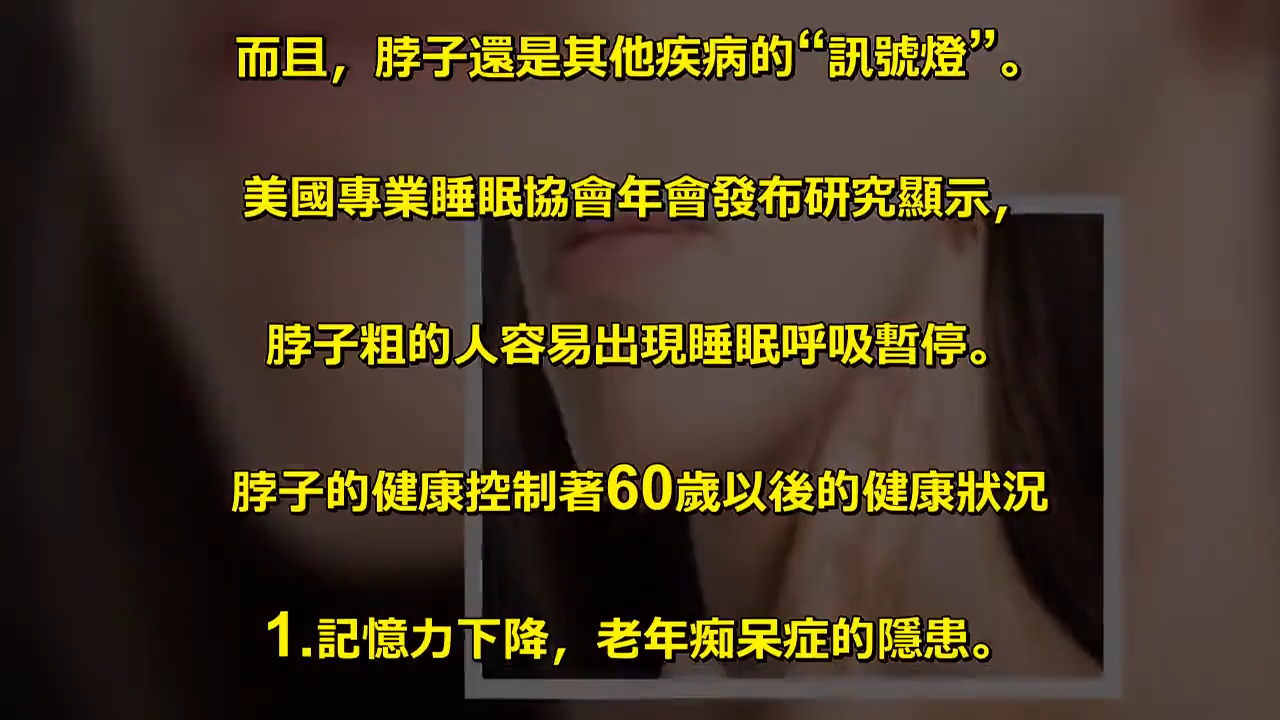 而且，脖子還是其他疾病的“訊號燈”。
美國專業睡眠協會年會發布研究顯示，
脖子粗的人容易出現睡眠呼吸暫停。
脖子的健康控制著60歲以後的健康狀況
1.記憶力下降，老年痴呆症的隱患。